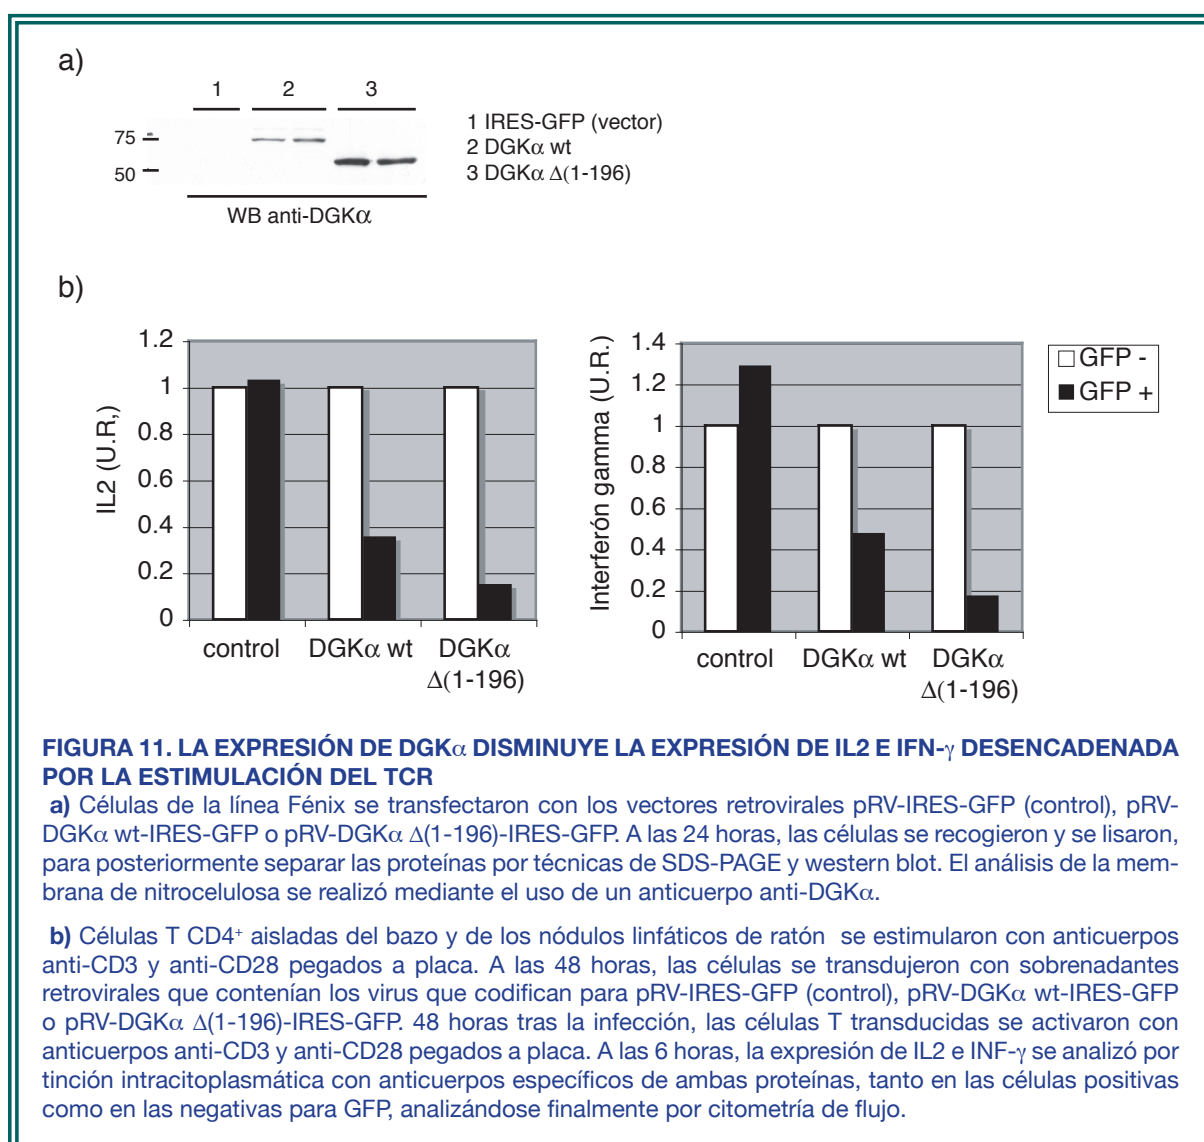 a)
1 2 3
75
50
1 IRES-GFP (vector)
2 DGKα wt
3 DGKα Δ(1-196)
WB anti-DGKα
b)
IL2 (U.R,)
1.2
1
0.8
0.6
0.4
0.2
0
control DGKα wt DGKα
Δ(1-196)
Interferón gamma (U.R.)
1.4
1.2
1
0.8
0.6
0.4
0.2
0
control DGKα wt DGKα
Δ(1-196)
GFP -
GFP +
FIGURA 11. LA EXPRESIÓN DE DGKα DISMINUYE LA EXPRESIÓN DE IL2 E IFN-γ DESENCADENADA
POR LA ESTIMULACIÓN DEL TCR
a) Células de la línea Fénix se transfectaron con los vectores retrovirales pRV-IRES-GFP (control), pRV-
DGKα wt-IRES-GFP o pRV-DGKα Δ(1-196)-IRES-GFP. A las 24 horas, las células se recogieron y se lisaron,
para posteriormente separar las proteínas por técnicas de SDS-PAGE y western blot. El análisis de la mem-
brana de nitrocelulosa se realizó mediante el uso de un anticuerpo anti-DGKα.
b) Células T CD4⁺ aisladas del bazo y de los nódulos linfáticos de ratón se estimularon con anticuerpos
anti-CD3 y anti-CD28 pegados a placa. A las 48 horas, las células se transdujeron con sobrenadantes
retrovirales que contenían los virus que codifican para pRV-IRES-GFP (control), pRV-DGKα wt-IRES-GFP
o pRV-DGKα Δ(1-196)-IRES-GFP. 48 horas tras la infección, las células T transducidas se activaron con
anticuerpos anti-CD3 y anti-CD28 pegados a placa. A las 6 horas, la expresión de IL2 e INF-γ se analizó por
tinción intracitoplasmática con anticuerpos específicos de ambas proteínas, tanto en las células positivas
como en las negativas para GFP, analizándose finalmente por citometría de flujo.